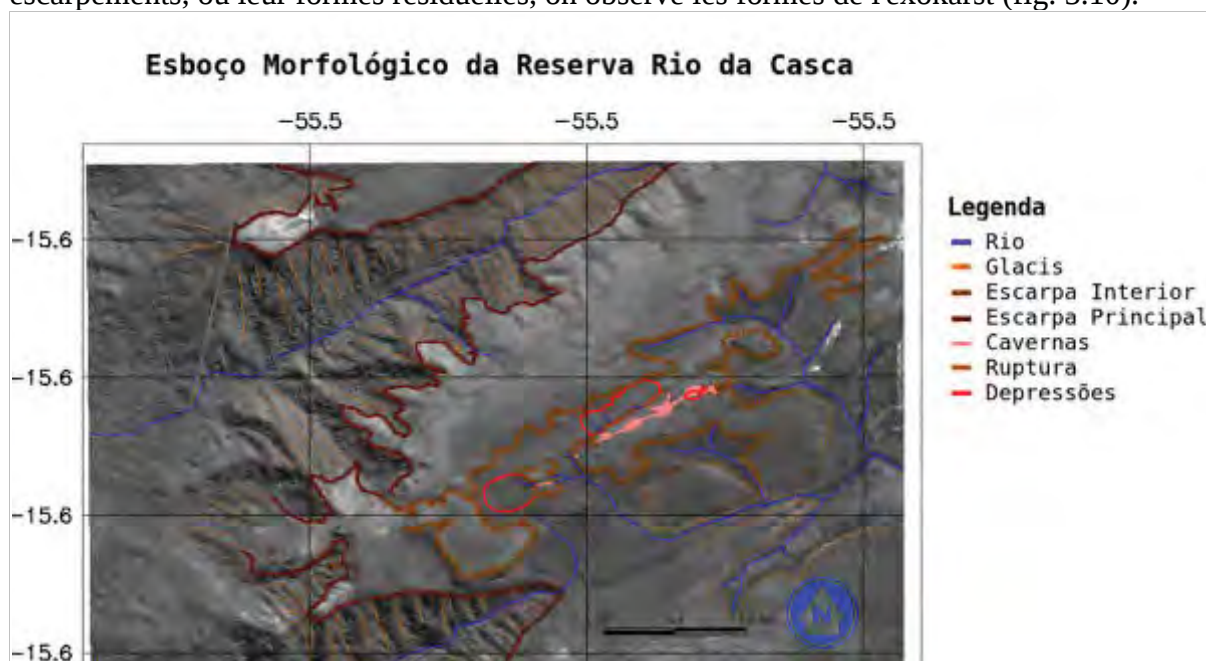 escarpements, ou leur formes résiduelles, on observe les formes de l'exokarst (fig. 3.10).
Esboço Morfológico da Reserva Rio da Casca
−55.5 −55.5 −55.5
−15.6
−15.6
−15.6
−15.6
Legenda
Rio
Glacis
Escarpa Interior
Escarpa Principal
Cavernas
Ruptura
Depressões
N